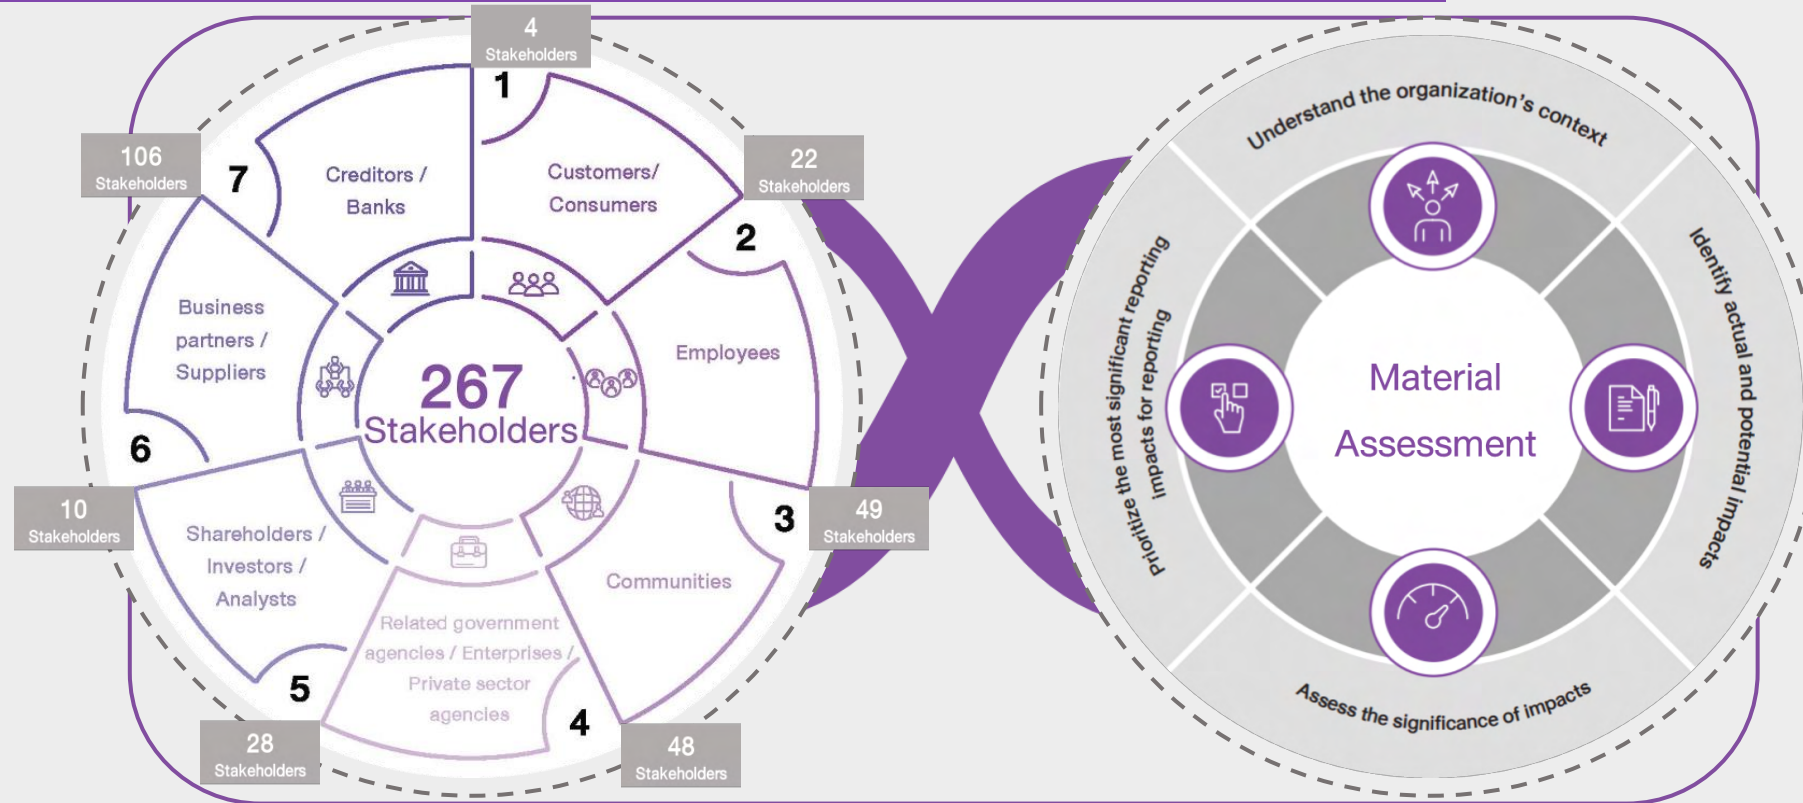 4
Stakeholders
1
Customers/
Consumers
22
Stakeholders
2
Employees
49
Stakeholders
3
Communities
48
Stakeholders
4
Related government
agencies / Enterprises /
Private sector
agencies
28
Stakeholders
5
Shareholders /
Investors /
Analysts
10
Stakeholders
6
Business
partners /
Suppliers
106
Stakeholders
7
Creditors /
Banks
267
Stakeholders
Understand the organization's context
Identify actual and potential impacts
Assess the significance of impacts
Prioritize the most significant reporting
impacts for reporting
Material
Assessment